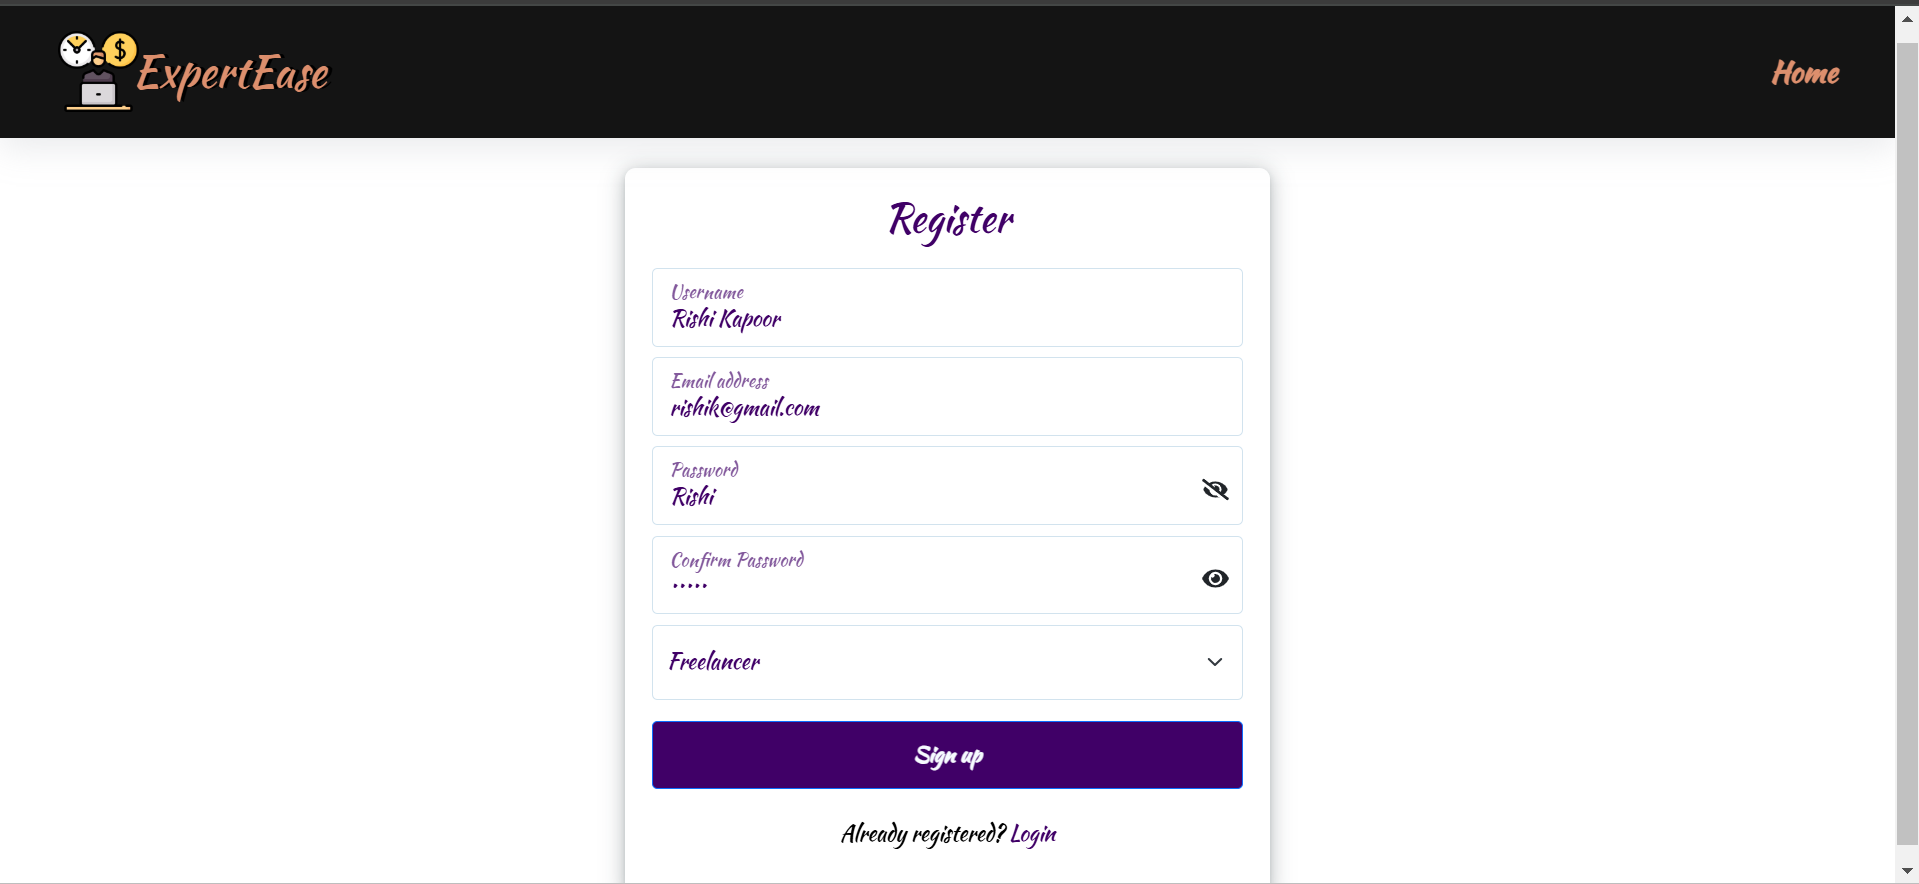 ExpertEase
Home
Register
Username
Rishi Kapoor
Email address
rishik@gmail.com
Password
Rishi
Confirm Password
•••••
Freelancer
Sign up
Already registered? Login